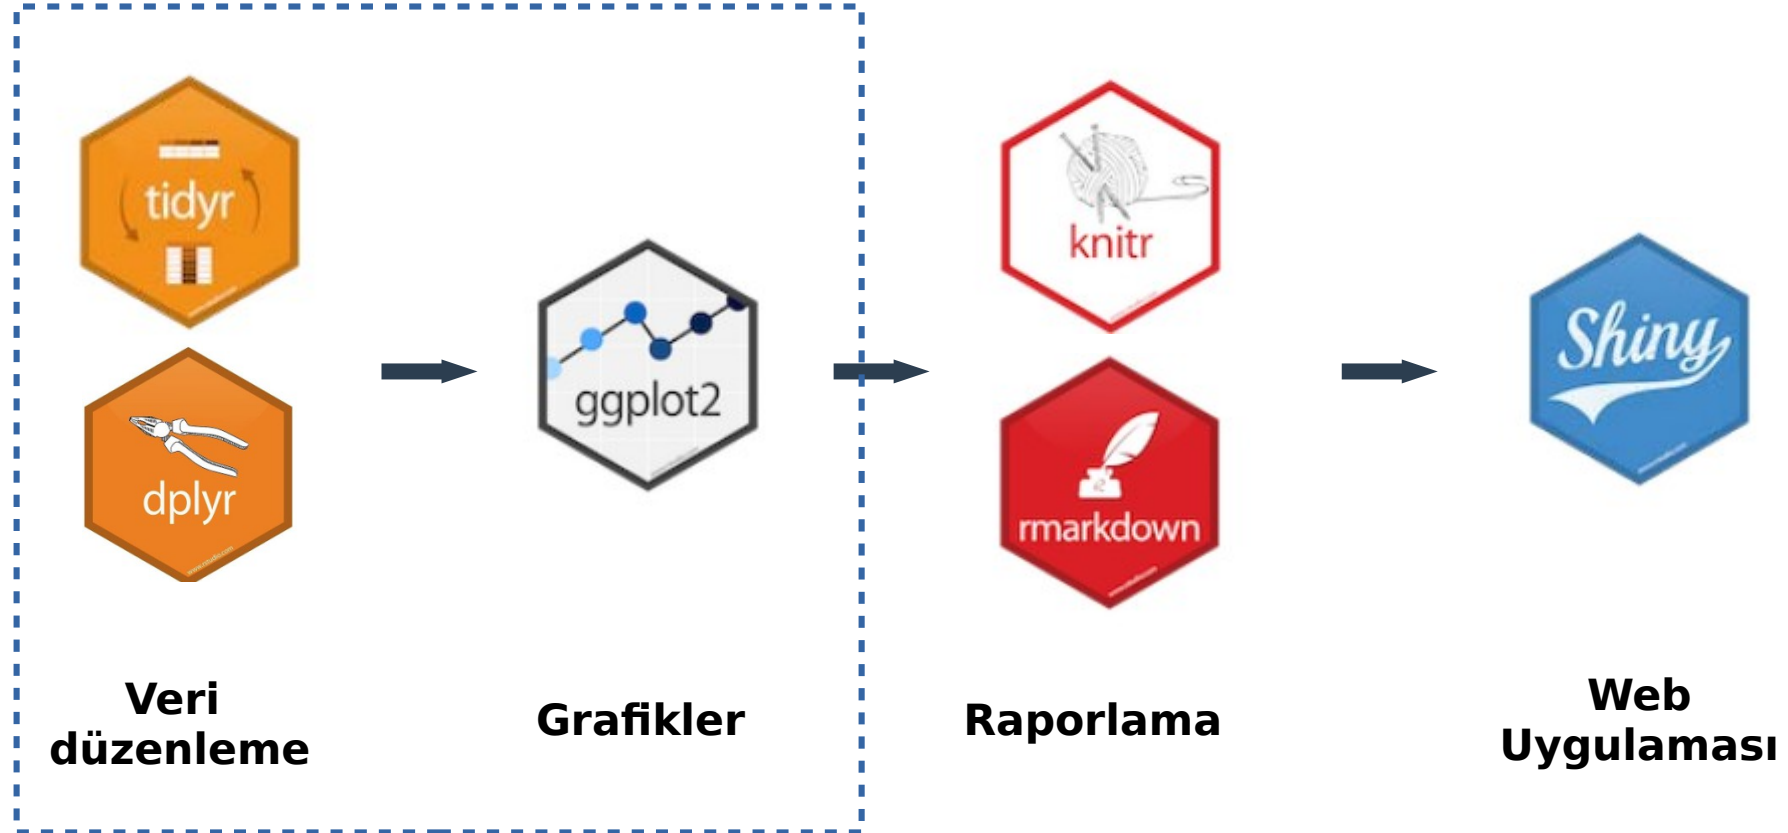 tidyr
dplyr
ggplot2
knitr
rmarkdown
Shiny
Veri
düzenleme
Grafikler
Raporlama
Web
Uygulaması